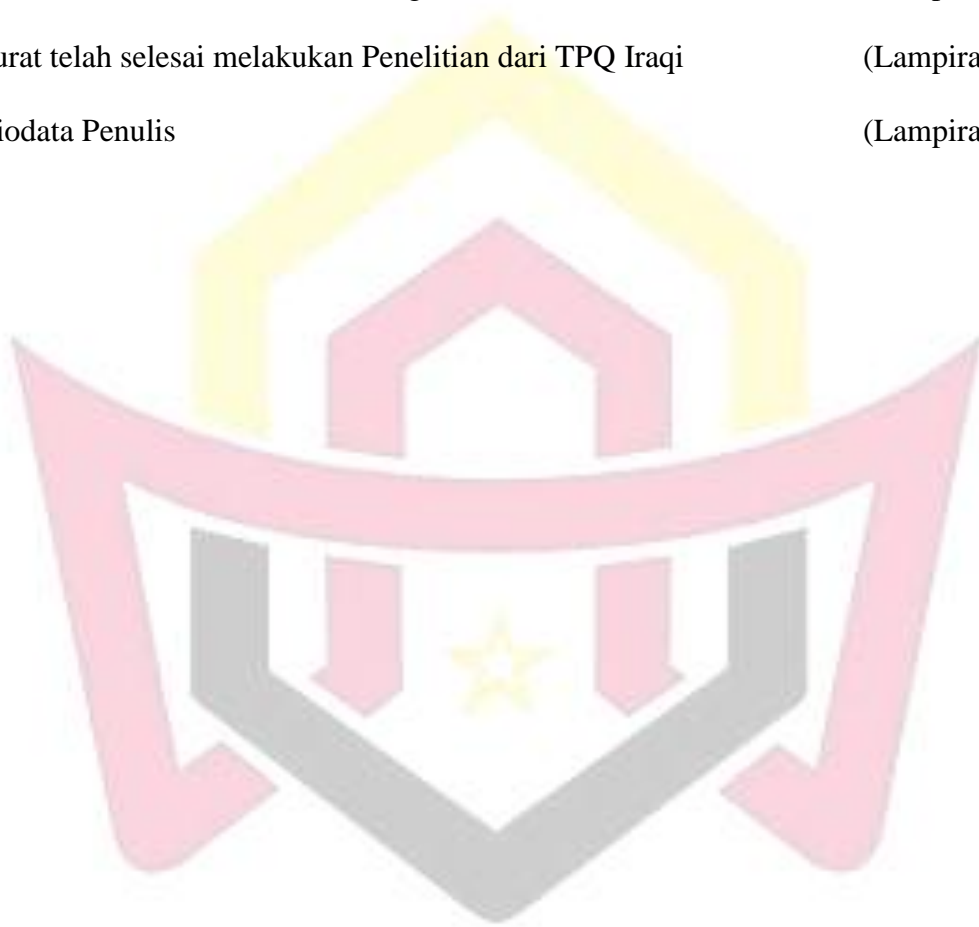 urat telah selesai melakukan Penelitian dari TPQ Iraqi (Lampira
iodata Penulis (Lampira